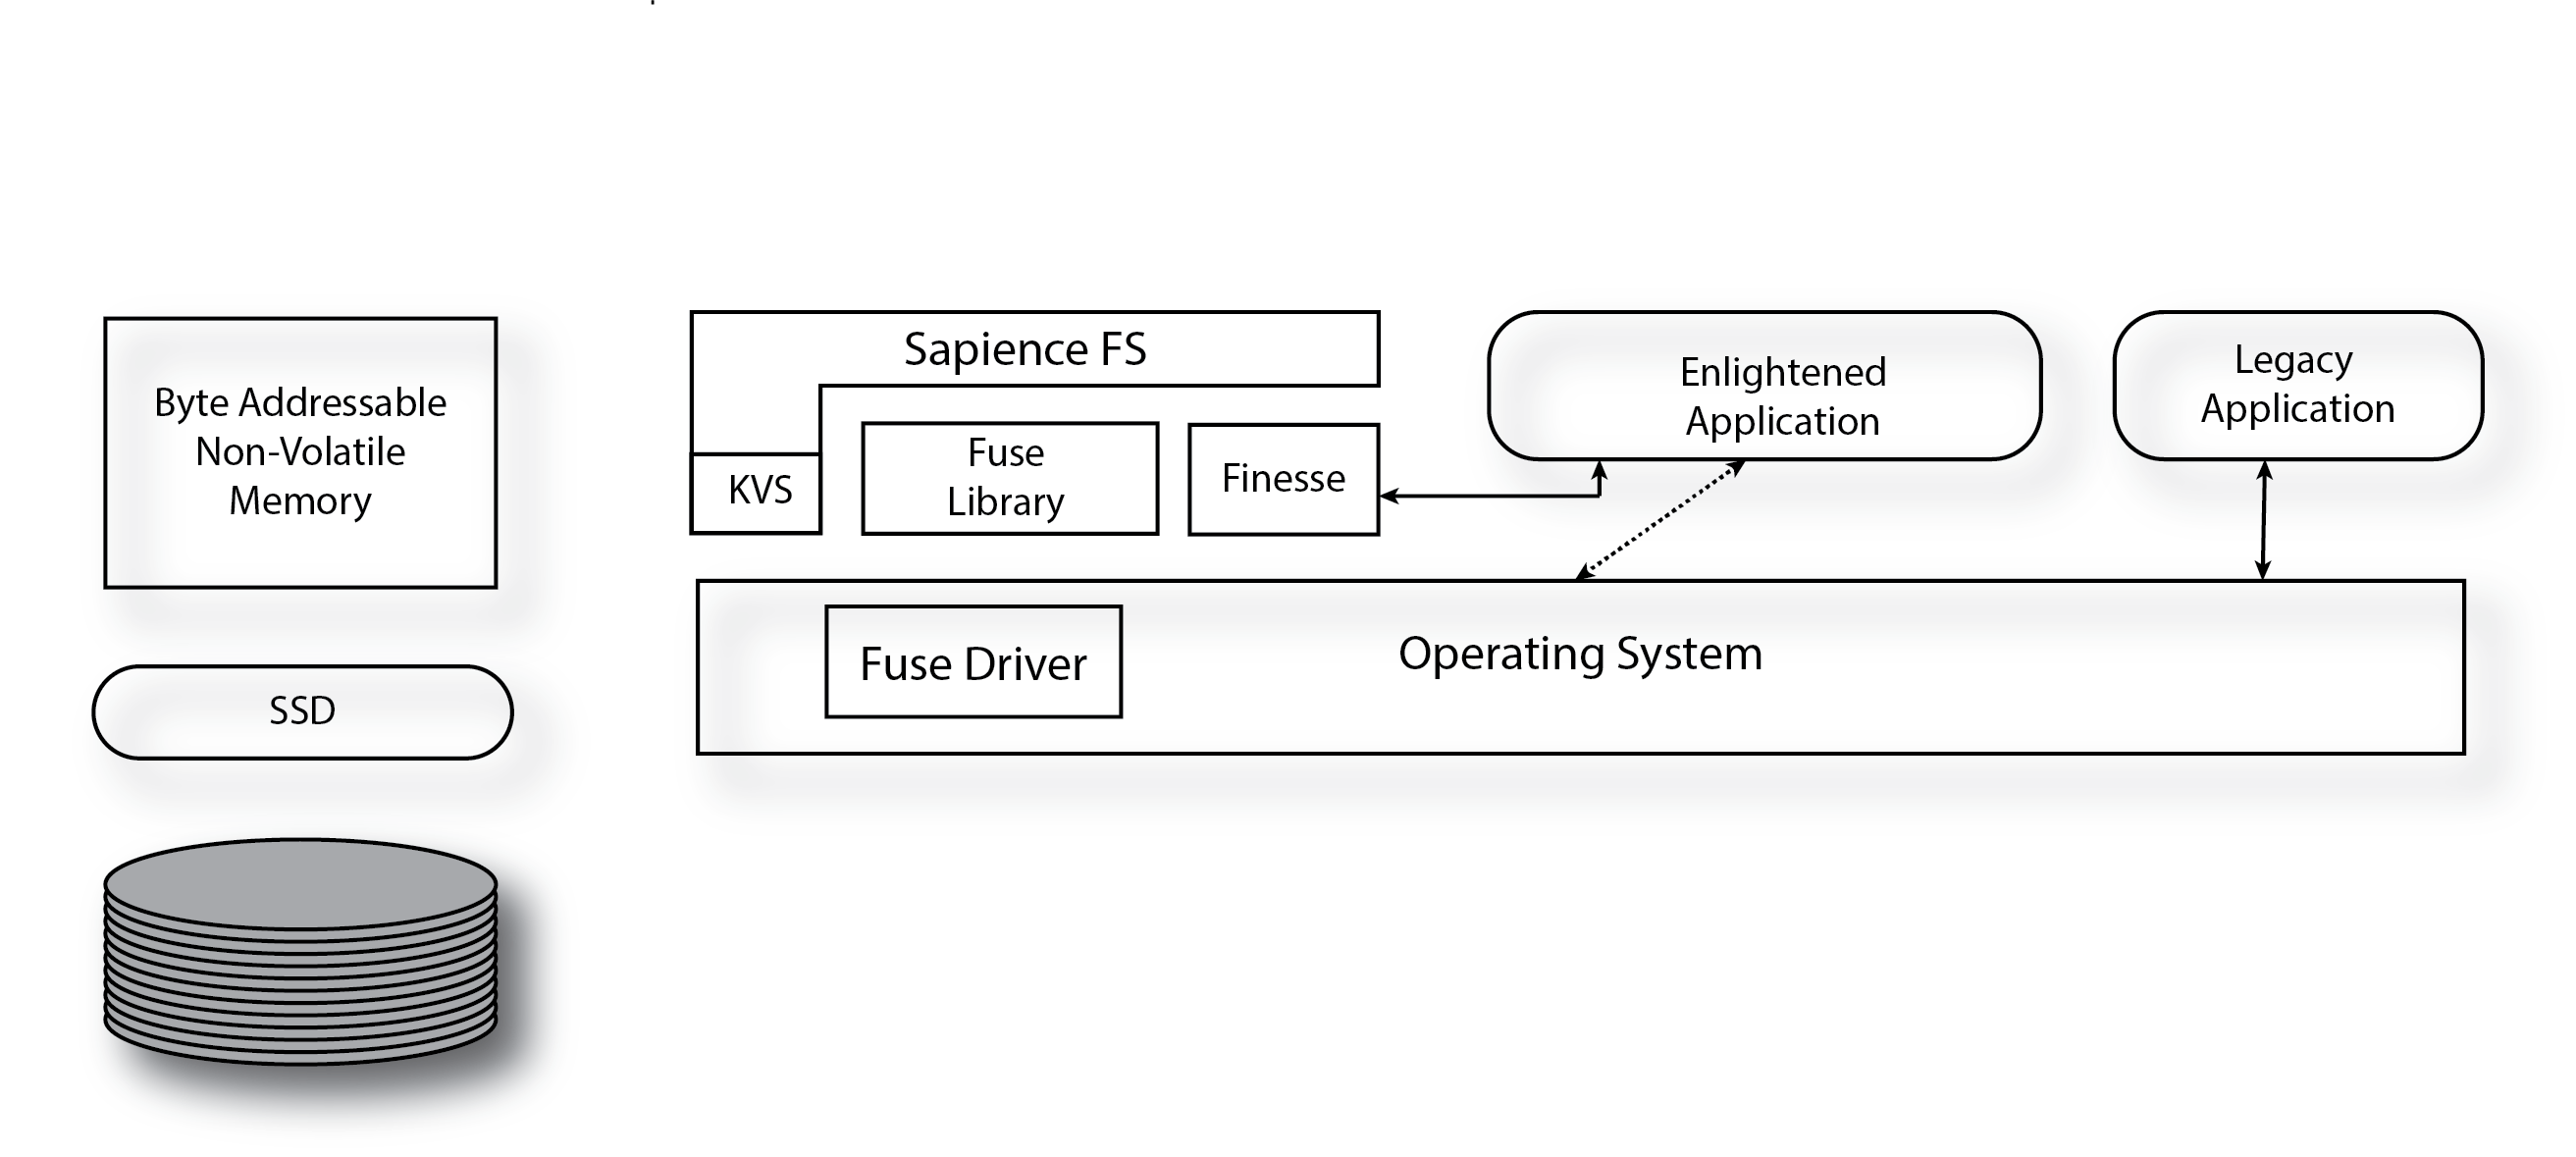 Byte Addressable
Non-Volatile
Memory
SSD
Sapience FS
KVS
Fuse
Library
Finesse
Enlightened
Application
Legacy
Application
Fuse Driver
Operating System